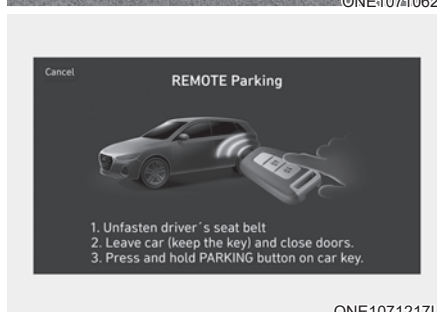 Cancel
REMOTE Parking
1. Unfasten driver´s seat belt
2. Leave car (keep the key) and close doors.
3. Press and hold PARKING button on car key.